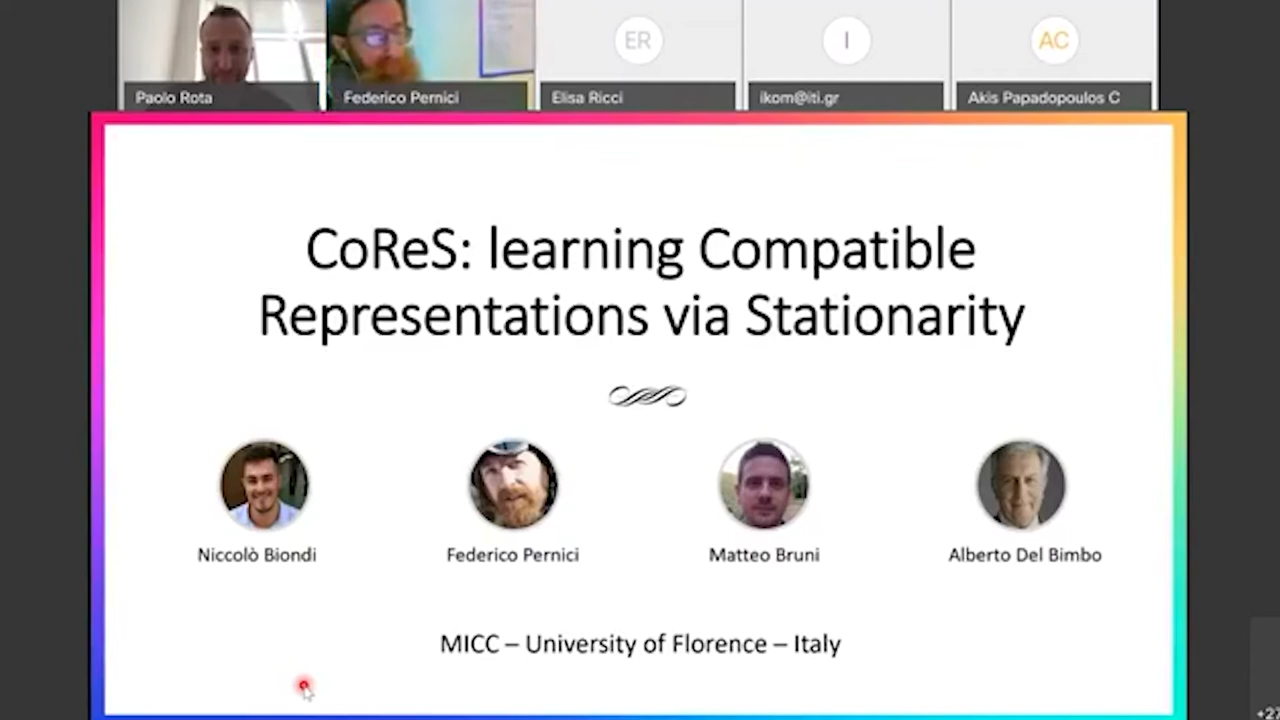 ER
I
AC
Paolo Rota
Federico Pernici
Elisa Ricci
ikom@iti.gr
Akis Papadopoulos C
CoReS: learning Compatible
Representations via Stationarity
Niccolò Biondi
Federico Pernici
Matteo Bruni
Alberto Del Bimbo
MICC – University of Florence – Italy